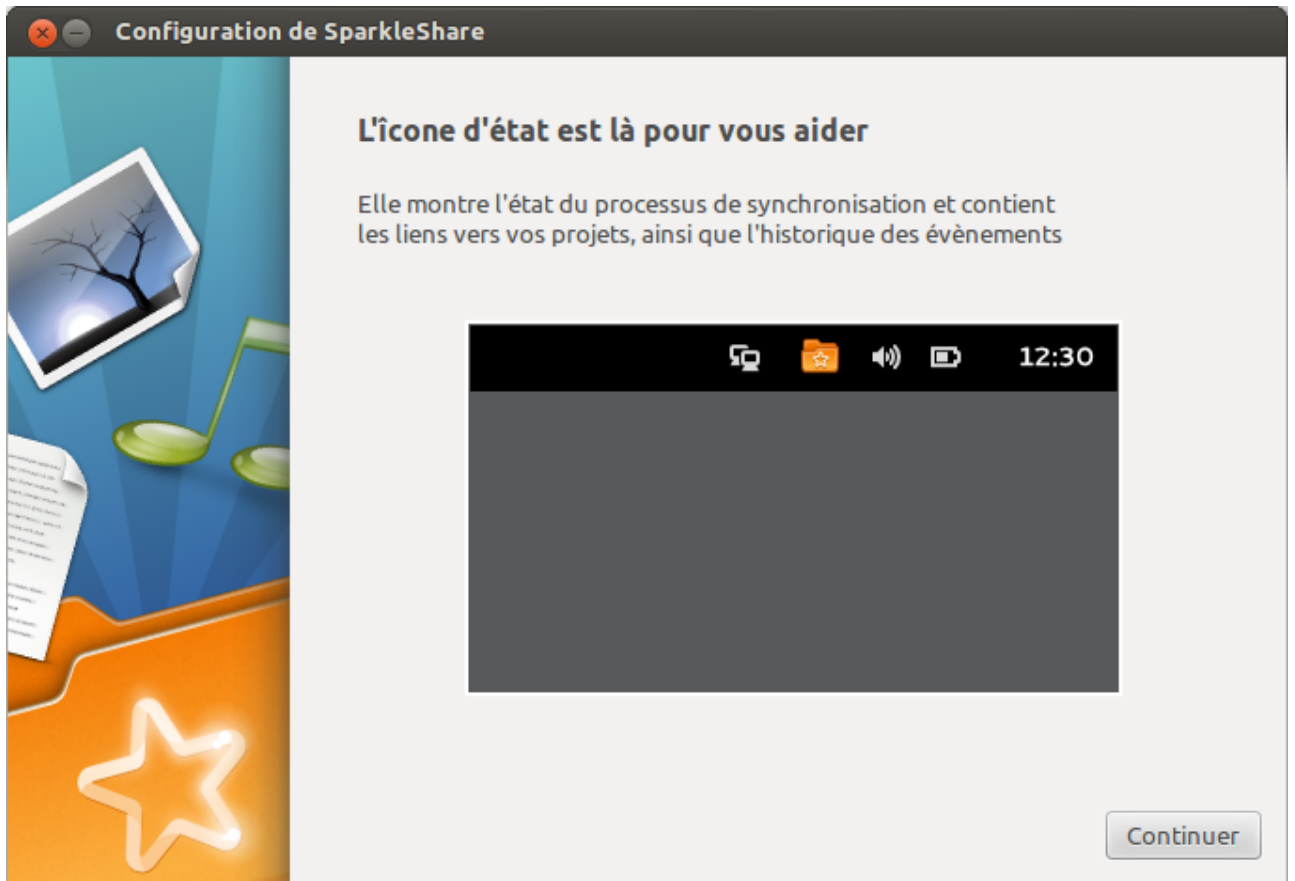 Configuration de SparkleShare
L'îcone d'état est là pour vous aider
Elle montre l'état du processus de synchronisation et contient
les liens vers vos projets, ainsi que l'historique des évènements
12:30
Continuer